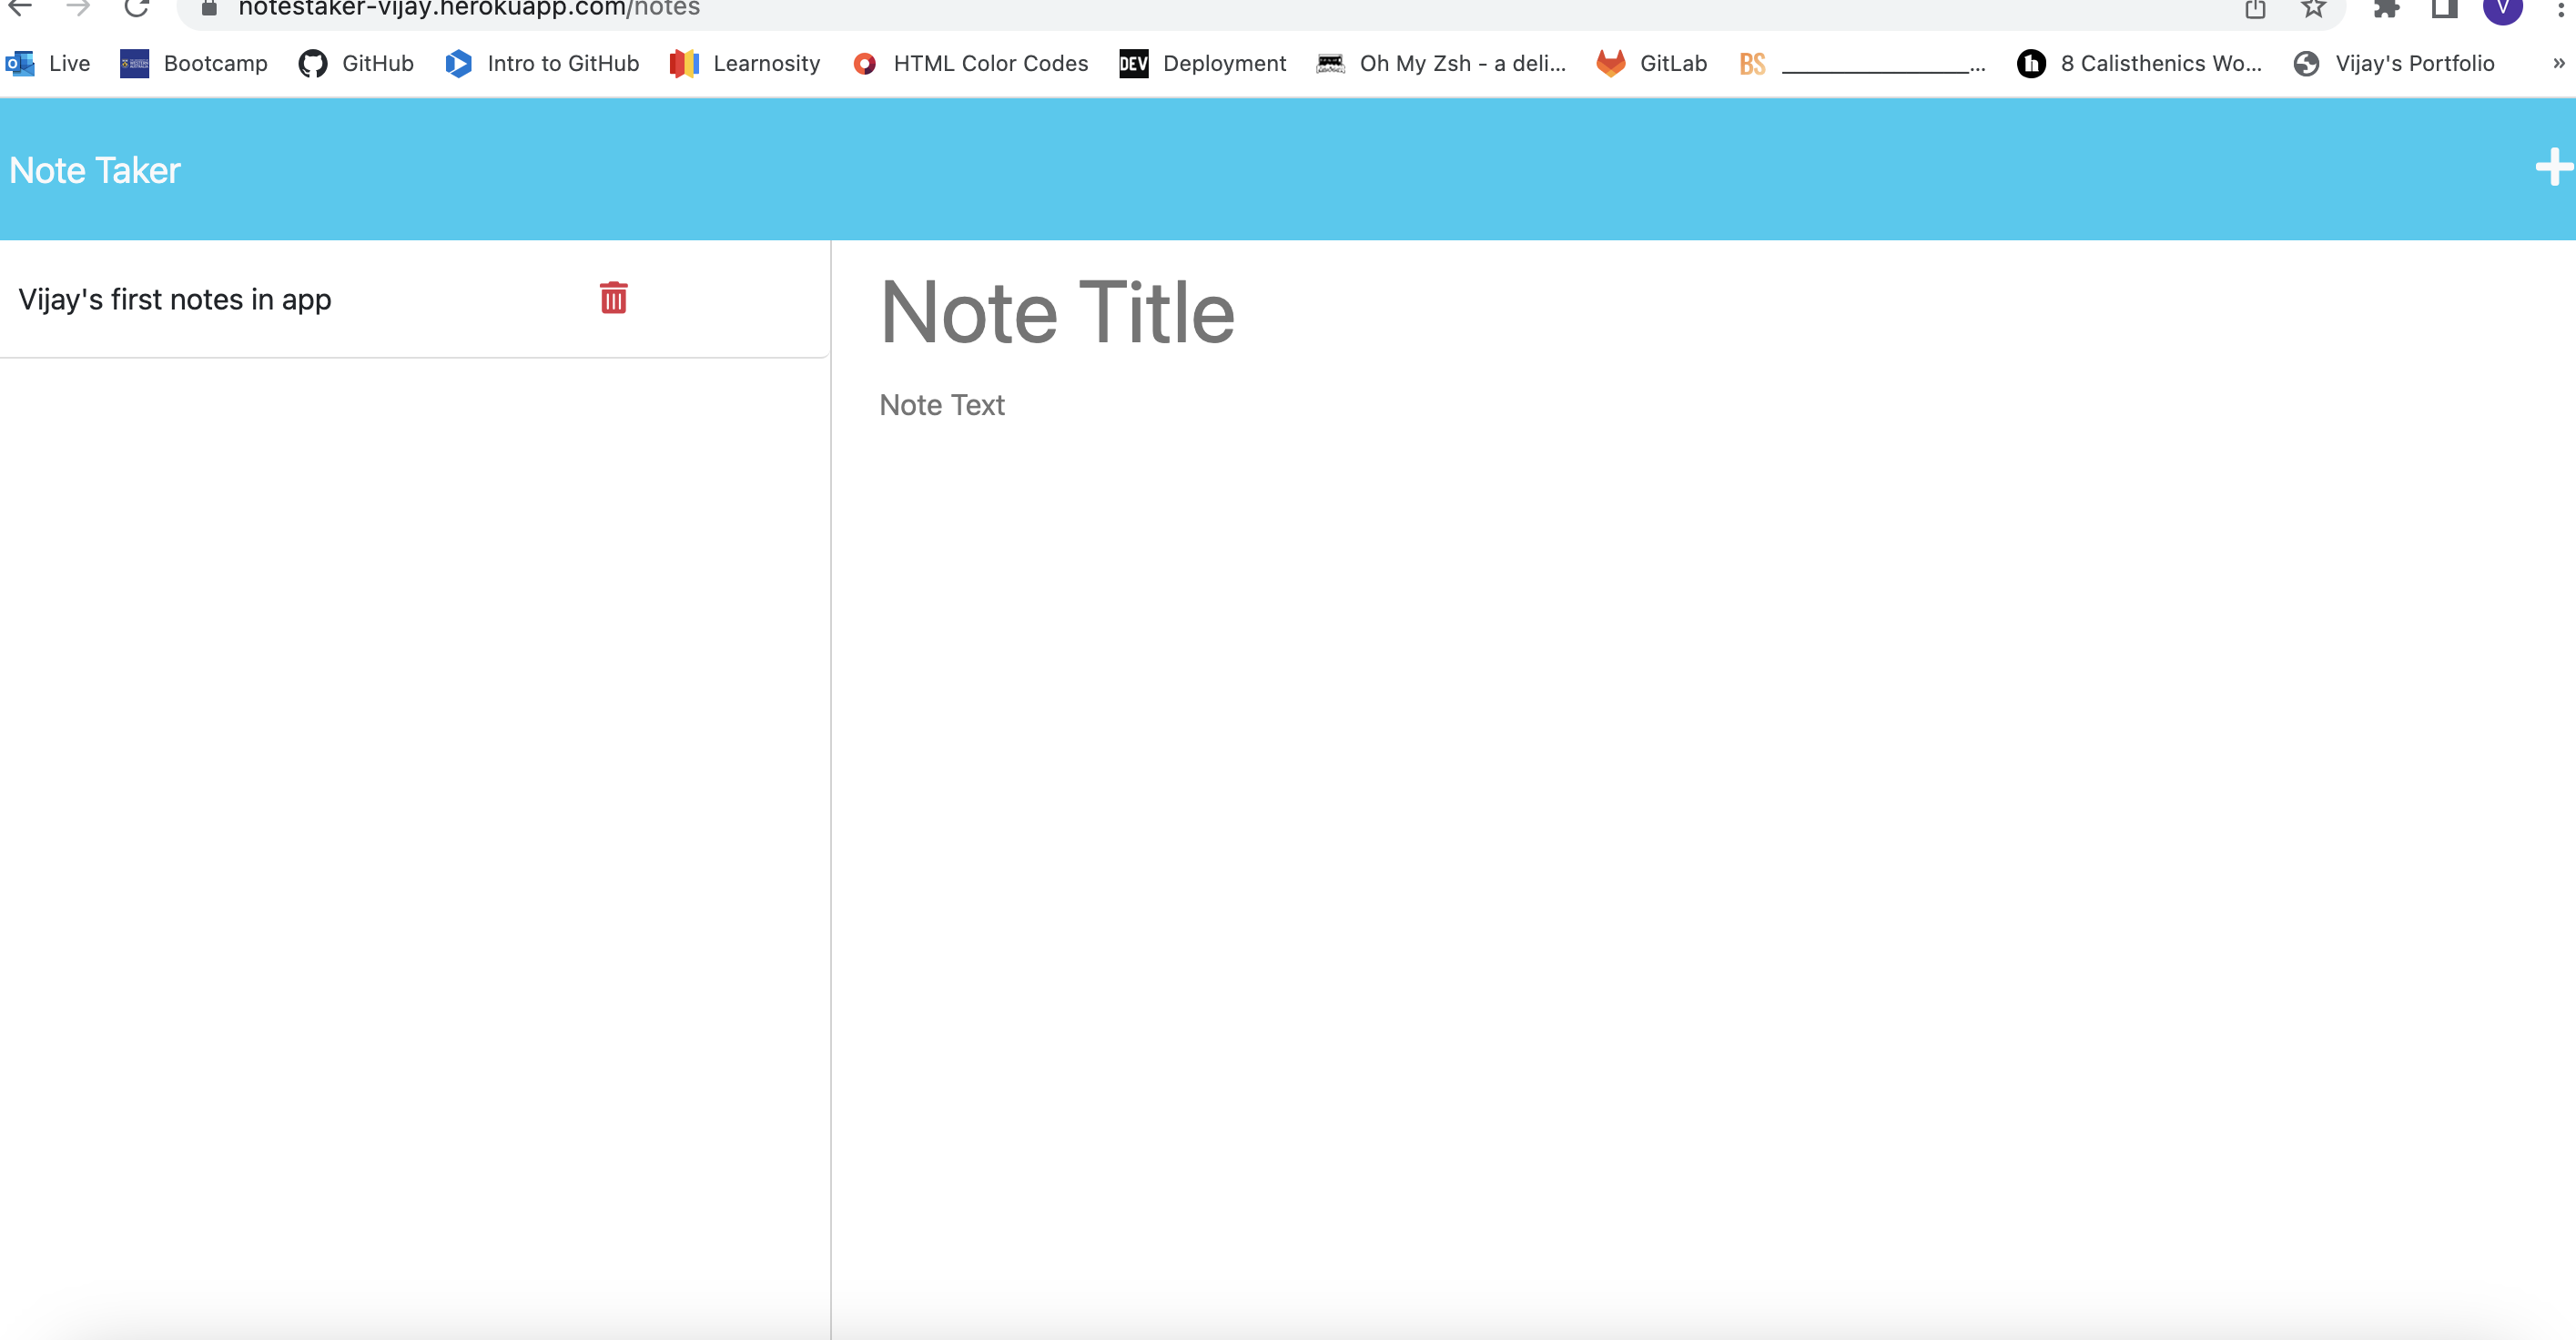 notestaker-vijay.herokuapp.com/notes
V
Live Bootcamp GitHub Intro to GitHub Learnosity HTML Color Codes DEV Deployment Oh My Zsh - a deli... GitLab BS ________________... h 8 Calisthenics Wo... Vijay's Portfolio »
Note Taker
Vijay's first notes in app
Note Title
Note Text